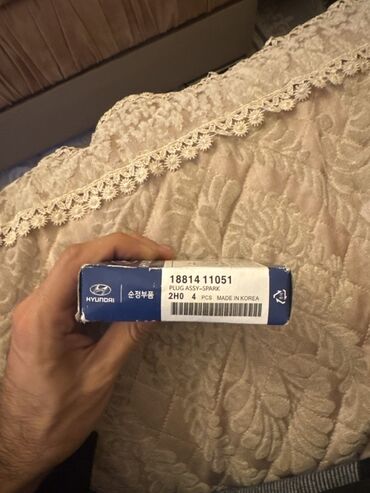 HYUNDAI
순정부품
18814 11051
PLUG ASSY-SPARK
2H0 4 PCS MADE IN KOREA